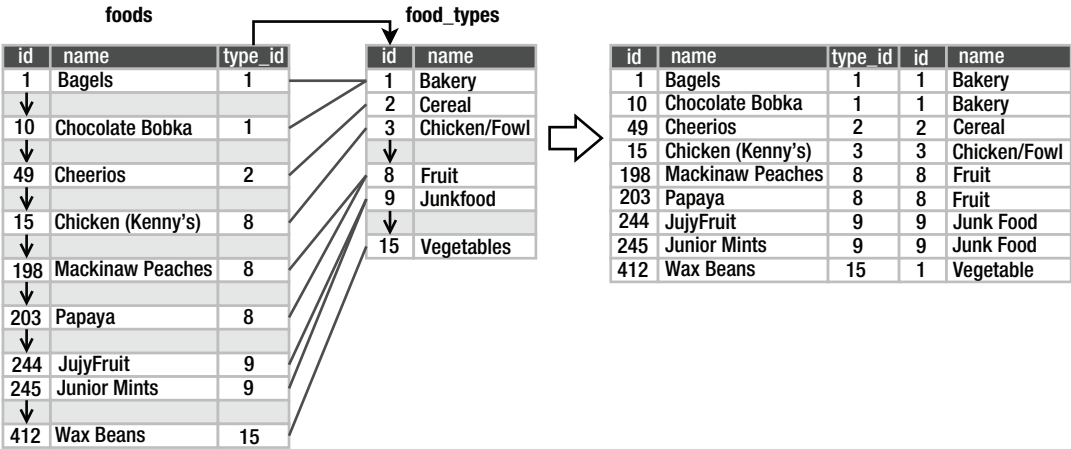 foods
id name type_id
1 Bagels 1
10 Chocolate Bobka 1
49 Cheerios 2
15 Chicken (Kenny's) 8
198 Mackinaw Peaches 8
203 Papaya 8
244 JujyFruit 9
245 Junior Mints 9
412 Wax Beans 15
food_types
id name
1 Bakery
2 Cereal
3 Chicken/Fowl
8 Fruit
9 Junkfood
15 Vegetables
id name type_id id name
1 Bagels 1 1 Bakery
10 Chocolate Bobka 1 1 Bakery
49 Cheerios 2 2 Cereal
15 Chicken (Kenny's) 3 3 Chicken/Fowl
198 Mackinaw Peaches 8 8 Fruit
203 Papaya 8 8 Fruit
244 JujyFruit 9 9 Junk Food
245 Junior Mints 9 9 Junk Food
412 Wax Beans 15 1 Vegetable